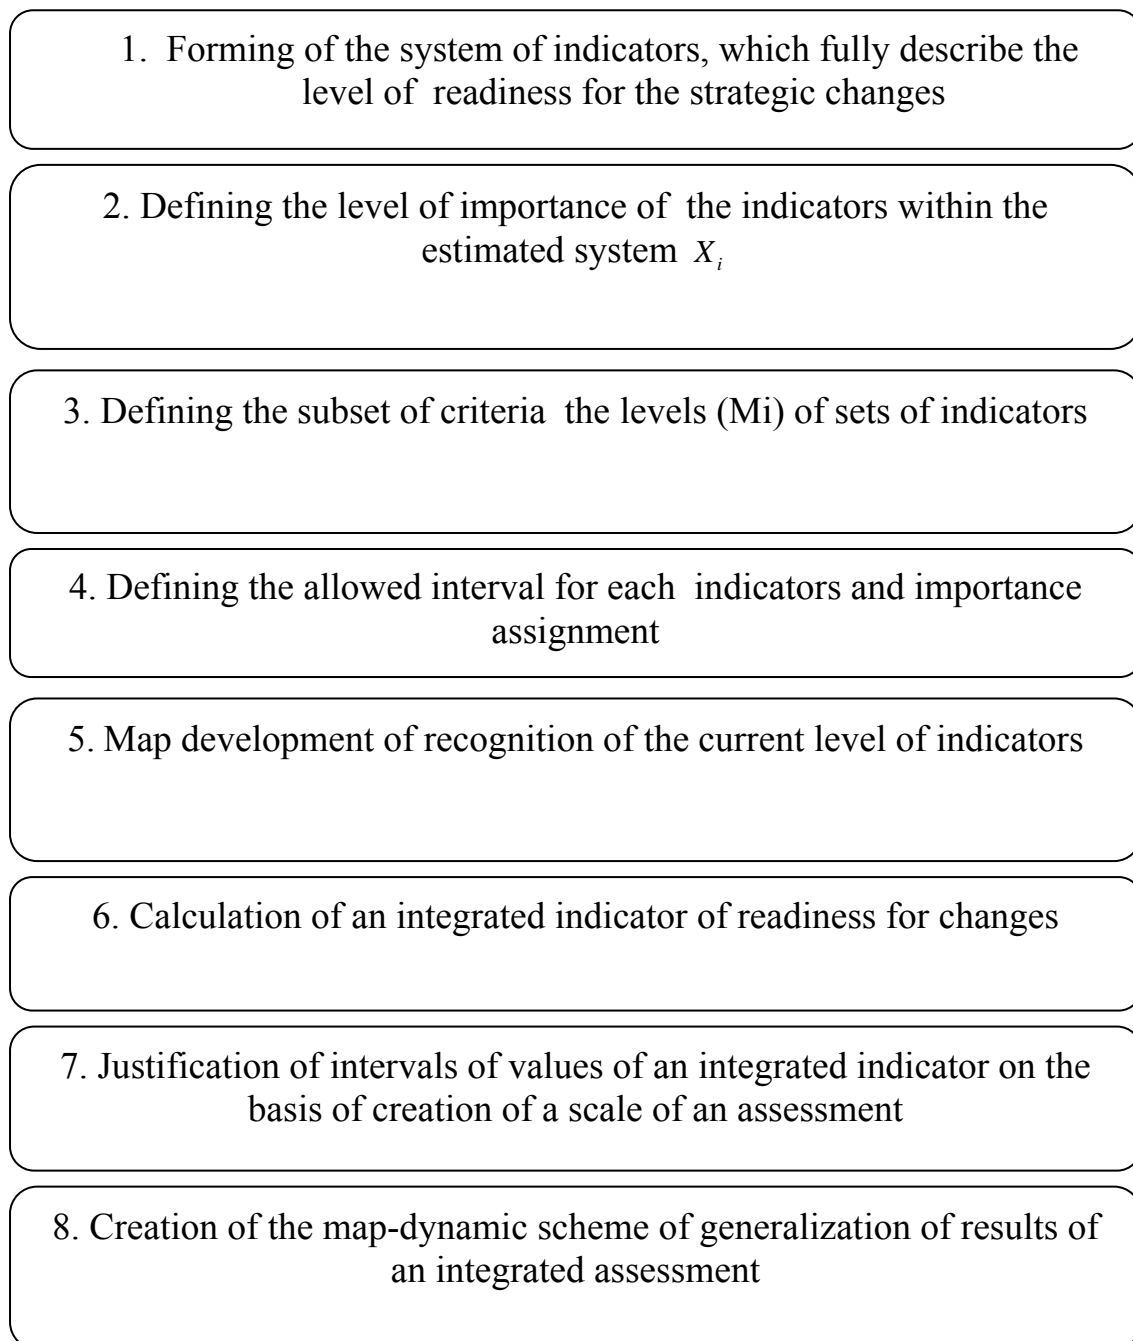 1. Forming of the system of indicators, which fully describe the
level of readiness for the strategic changes
2. Defining the level of importance of the indicators within the
estimated system X_i
3. Defining the subset of criteria the levels (Mi) of sets of indicators
4. Defining the allowed interval for each indicators and importance
assignment
5. Map development of recognition of the current level of indicators
6. Calculation of an integrated indicator of readiness for changes
7. Justification of intervals of values of an integrated indicator on the
basis of creation of a scale of an assessment
8. Creation of the map-dynamic scheme of generalization of results of
an integrated assessment